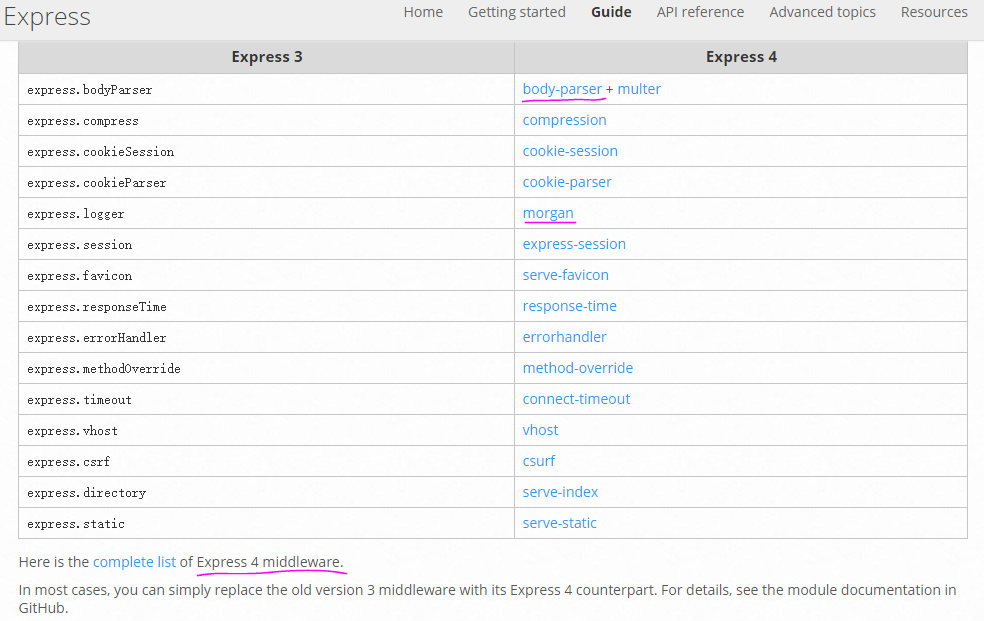 Express Home Getting started Guide API reference Advanced topics Resources
Express 3 Express 4
express.bodyParser body-parser + multer
express.compress compression
express.cookieSession cookie-session
express.cookieParser cookie-parser
express.logger morgan
express.session express-session
express.favicon serve-favicon
express.responseTime response-time
express.errorHandler errorhandler
express.methodOverride method-override
express.timeout connect-timeout
express.vhost vhost
express.csrf csurf
express.directory serve-index
express.static serve-static
Here is the complete list of Express 4 middleware.
In most cases, you can simply replace the old version 3 middleware with its Express 4 counterpart. For details, see the module documentation in
GitHub.